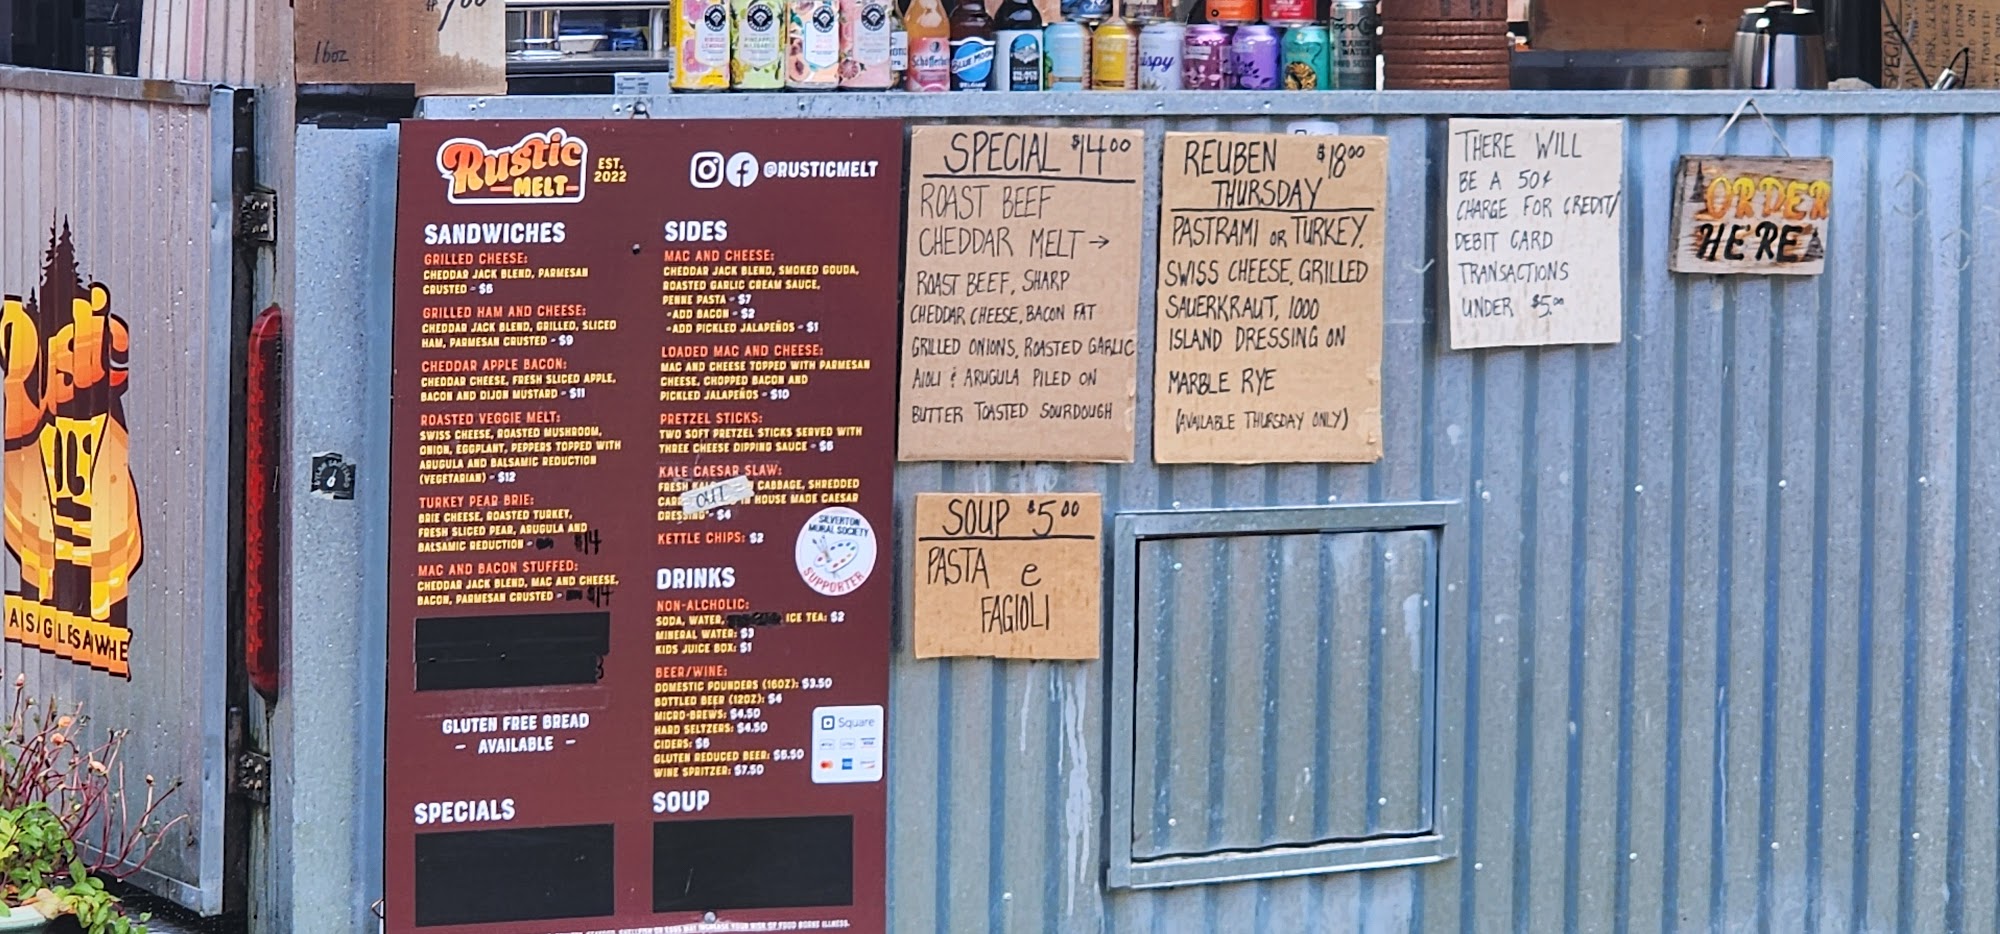 16oz
Rustic
MELT
EST.
2022
@RUSTICMELT
SANDWICHES
GRILLED CHEESE:
CHEDDAR JACK BLEND, PARMESAN
CRUSTED - $6
GRILLED HAM AND CHEESE:
CHEDDAR JACK BLEND, GRILLED, SLICED
HAM, PARMESAN CRUSTED - $9
CHEDDAR APPLE BACON:
CHEDDAR CHEESE, FRESH SLICED APPLE,
BACON AND DIJON MUSTARD - $11
ROASTED VEGGIE MELT:
SWISS CHEESE, ROASTED MUSHROOM,
ONION, EGGPLANT, PEPPERS TOPPED WITH
ARUGULA AND BALSAMIC REDUCTION
(VEGETARIAN) - $12
TURKEY PEAR BRIE:
BRIE CHEESE, ROASTED TURKEY,
FRESH SLICED PEAR, ARUGULA AND
BALSAMIC REDUCTION - $14
MAC AND BACON STUFFED:
CHEDDAR JACK BLEND, MAC AND CHEESE,
BACON, PARMESAN CRUSTED - $14
GLUTEN FREE BREAD
- AVAILABLE -
SPECIALS
SIDES
MAC AND CHEESE:
CHEDDAR JACK BLEND, SMOKED GOUDA,
ROASTED GARLIC CREAM SAUCE,
PENNE PASTA - $7
-ADD BACON - $2
-ADD PICKLED JALAPEÑOS - $1
LOADED MAC AND CHEESE:
MAC AND CHEESE TOPPED WITH PARMESAN
CHEESE, CHOPPED BACON AND
PICKLED JALAPEÑOS - $10
PRETZEL STICKS:
TWO SOFT PRETZEL STICKS SERVED WITH
THREE CHEESE DIPPING SAUCE - $6
KALE CAESAR SLAW:
FRESH CABBAGE, SHREDDED
OUT HOUSE MADE CAESAR
DRESSING - $4
KETTLE CHIPS: $2
SILVERTON
MURAL SOCIETY
SUPPORTER
DRINKS
NON-ALCHOLIC:
SODA, WATER, ICE TEA: $2
MINERAL WATER: $3
KIDS JUICE BOX: $1
BEER/WINE:
DOMESTIC POUNDERS (16OZ): $3.50
BOTTLED BEER (12OZ): $4
MICRO-BREWS: $4.50
HARD SELTZERS: $4.50
CIDERS: $6
GLUTEN REDUCED BEER: $6.50
WINE SPRITZER: $7.50
Square
SOUP
SPECIAL $14.00
ROAST BEEF
CHEDDAR MELT →
ROAST BEEF, SHARP
CHEDDAR CHEESE, BACON FAT
GRILLED ONIONS, ROASTED GARLIC
AIOLI & ARUGULA PILED ON
BUTTER TOASTED SOURDOUGH
REUBEN $18.00
THURSDAY
PASTRAMI OR TURKEY.
SWISS CHEESE, GRILLED
SAUERKRAUT, 1000
ISLAND DRESSING ON
MARBLE RYE
(AVAILABLE THURSDAY ONLY)
SOUP $5.00
PASTA e
FAGIOLI
THERE WILL
BE A 50¢
CHARGE FOR CREDIT/
DEBIT CARD
TRANSACTIONS
UNDER $5.00
ORDER
HERE
BLUE MOON